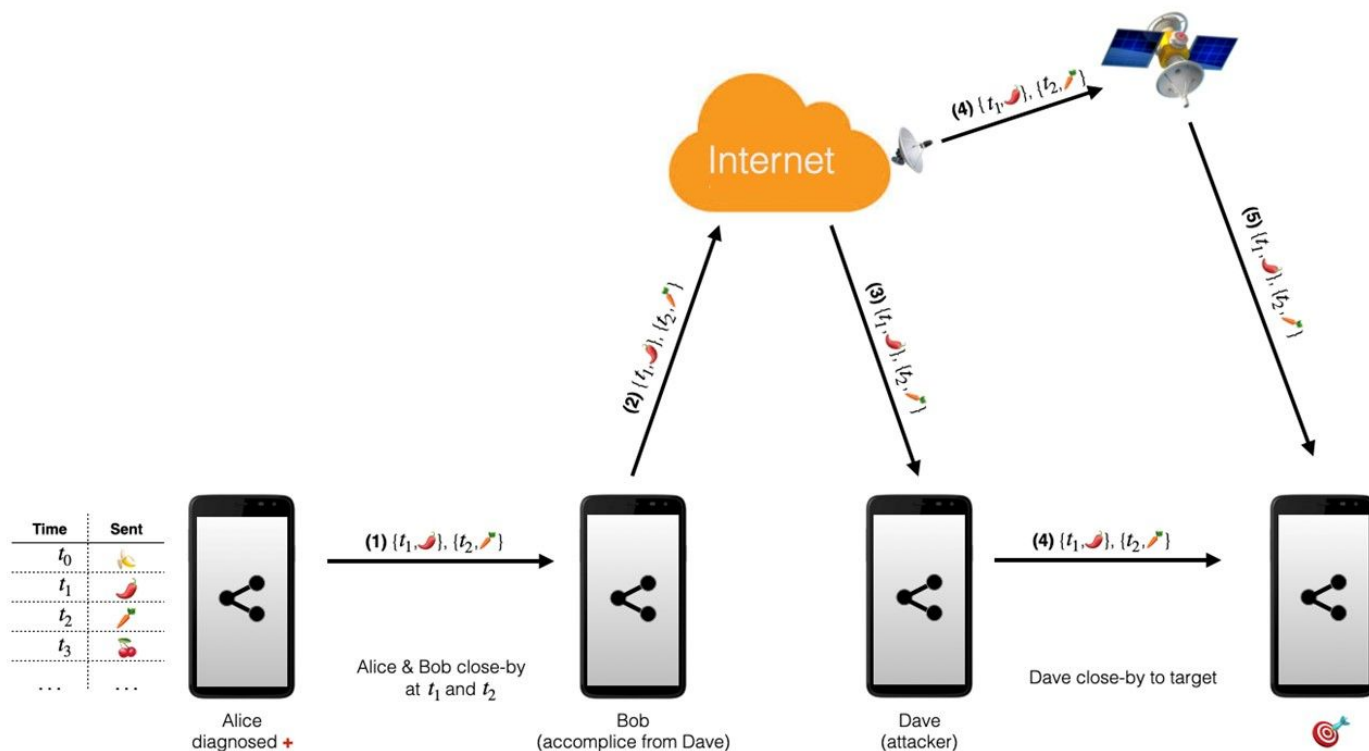 (4) {t₁,🌶️}, {t₂,🥕}
Internet
(5) {t₁,🌶️}, {t₂,🥕}
(2) {t₁,🌶️}, {t₂,🥕}
(3) {t₁,🌶️}, {t₂,🥕}
Time Sent
t₀ 🍌
t₁ 🌶️
t₂ 🥕
t₃ 🍒
... ...
(1) {t₁,🌶️}, {t₂,🥕}
(4) {t₁,🌶️}, {t₂,🥕}
Alice & Bob close-by
at t₁ and t₂
Dave close-by to target
Alice
diagnosed +
Bob
(accomplice from Dave)
Dave
(attacker)